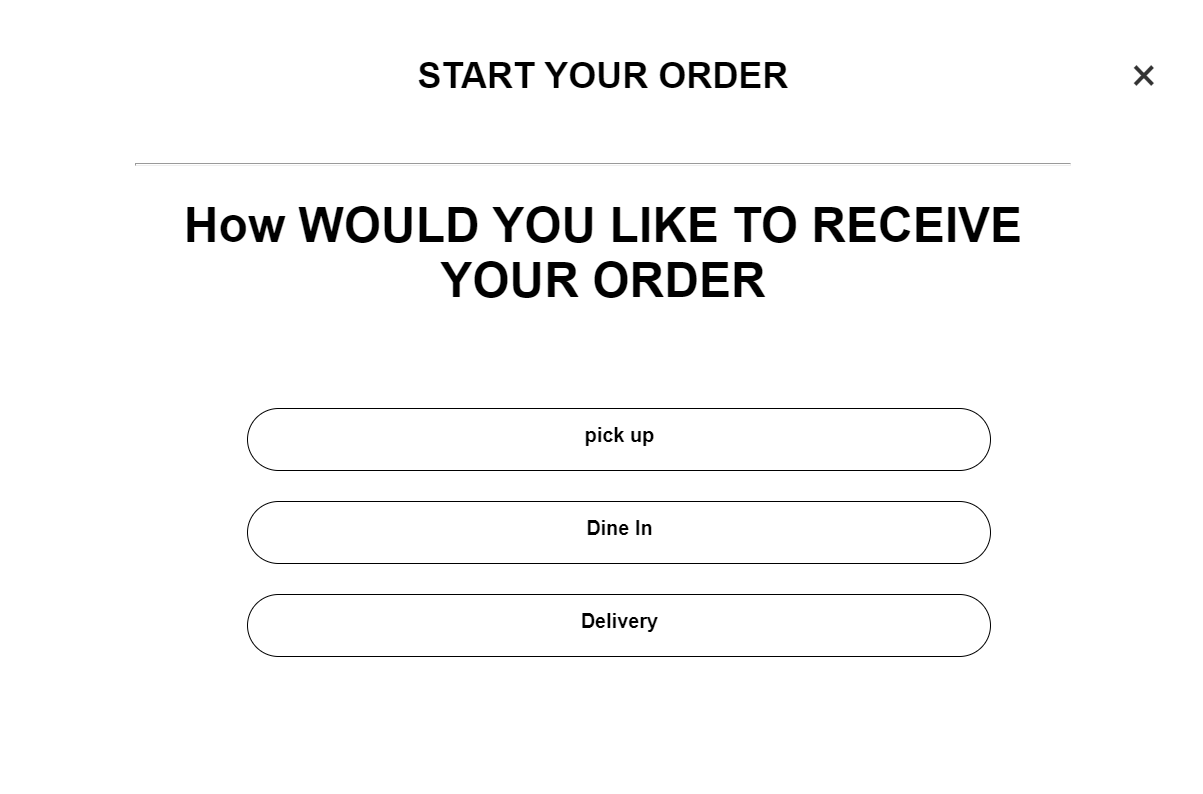 START YOUR ORDER
How WOULD YOU LIKE TO RECEIVE
YOUR ORDER
pick up
Dine In
Delivery